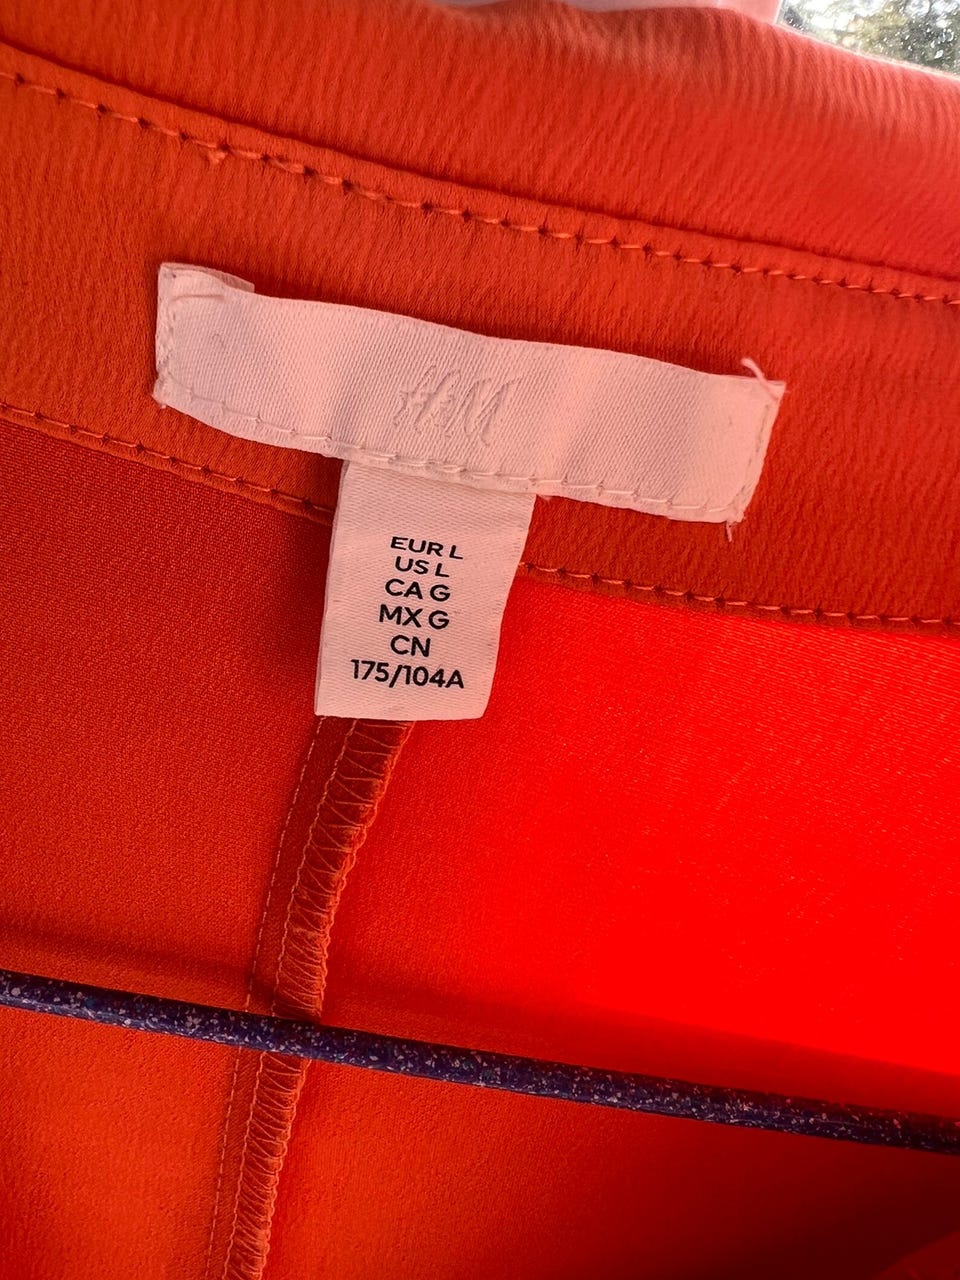 H&M
EUR L
US L
CA G
MX G
CN
175/104A